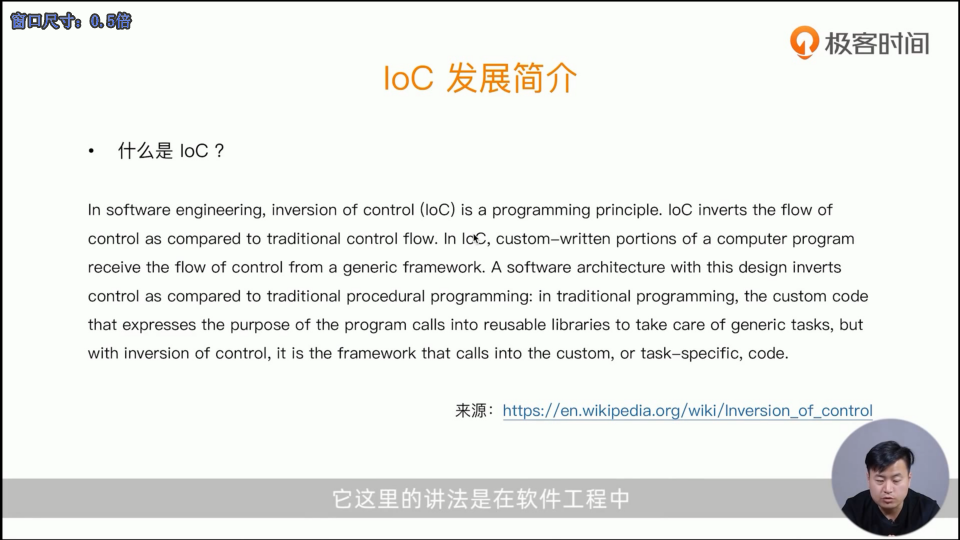 窗口尺寸：0.5倍
极客时间
IoC 发展简介
• 什么是 IoC？
In software engineering, inversion of control (IoC) is a programming principle. IoC inverts the flow of
control as compared to traditional control flow. In IoC, custom-written portions of a computer program
receive the flow of control from a generic framework. A software architecture with this design inverts
control as compared to traditional procedural programming: in traditional programming, the custom code
that expresses the purpose of the program calls into reusable libraries to take care of generic tasks, but
with inversion of control, it is the framework that calls into the custom, or task-specific, code.
来源：https://en.wikipedia.org/wiki/Inversion_of_control
它这里的讲法是在软件工程中